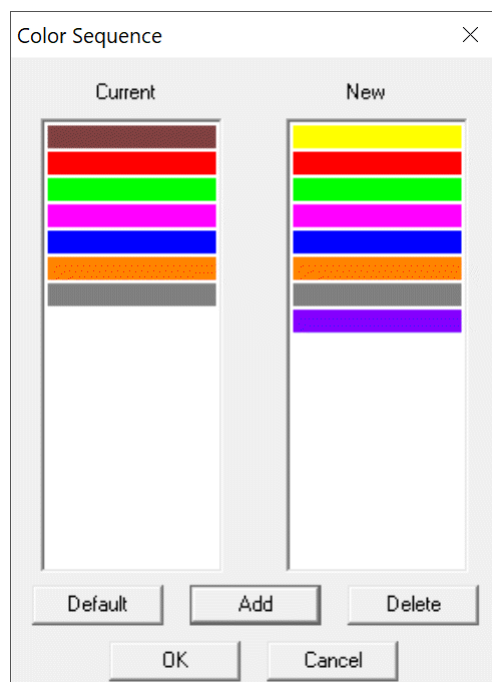 Color Sequence
Current New
Default Add Delete
OK Cancel